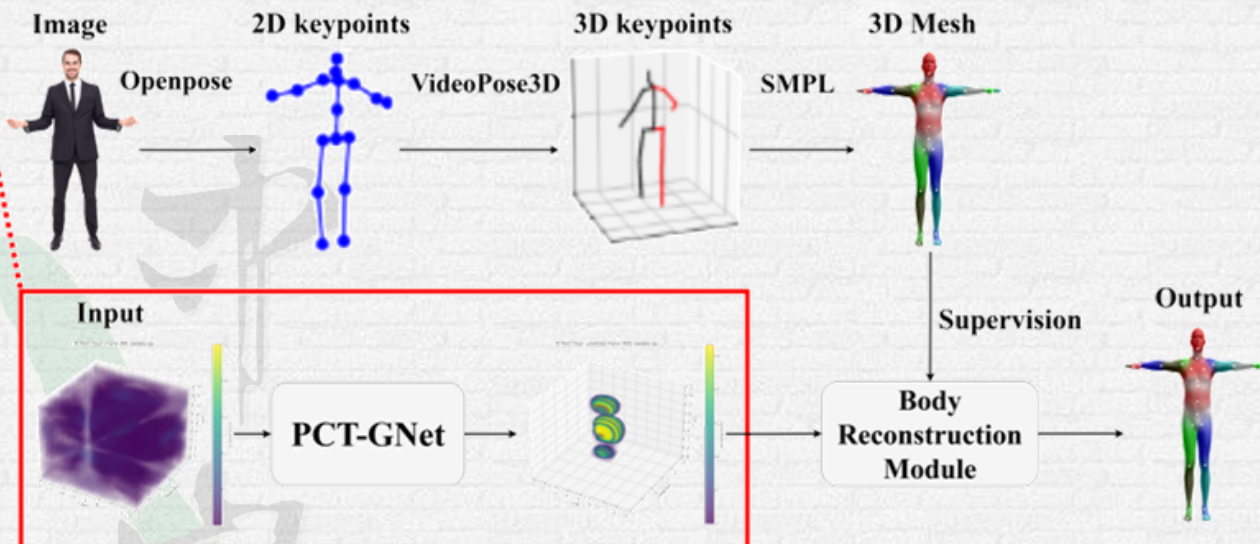 Image
2D keypoints
3D keypoints
3D Mesh
Openpose
VideoPose3D
SMPL
Input
Supervision
Output
PCT-GNet
Body
Reconstruction
Module